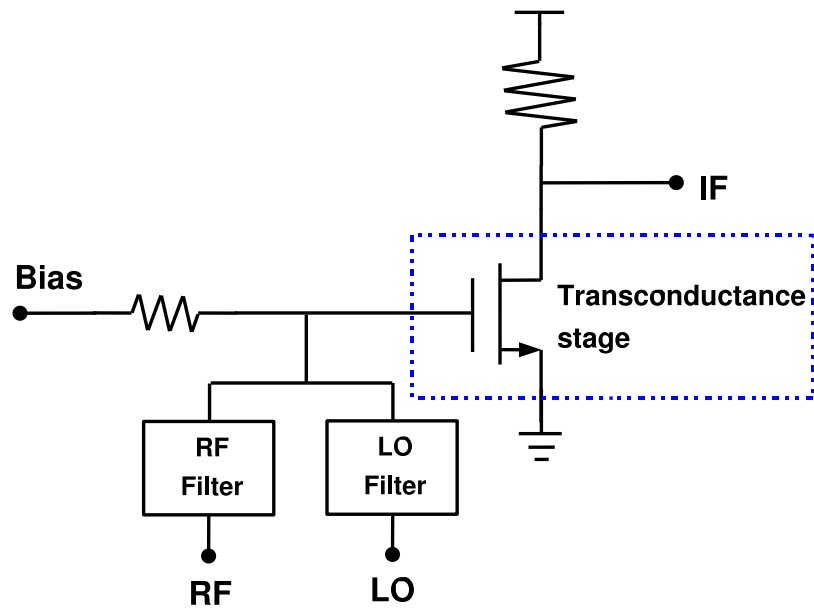 IF
Bias
Transconductance
stage
RF
Filter
LO
Filter
RF
LO